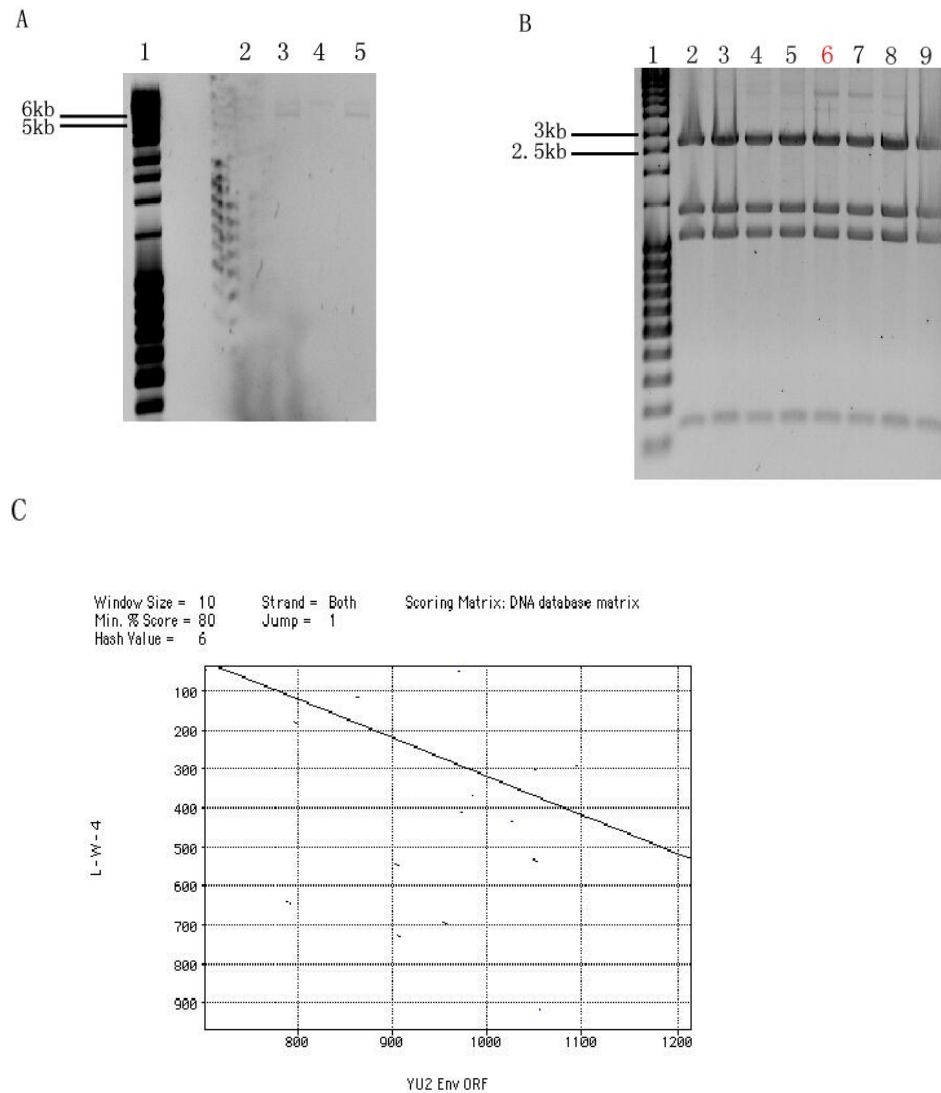 A
1 2 3 4 5
6kb
5kb
B
1 2 3 4 5 6 7 8 9
3kb
2.5kb
C
Window Size = 10 Strand = Both Scoring Matrix: DNA database matrix
Min. % Score = 80 Jump = 1
Hash Value = 6
100
200
300
400
500
600
700
800
900
L-W-4
800 900 1000 1100 1200
YU2 Env ORF